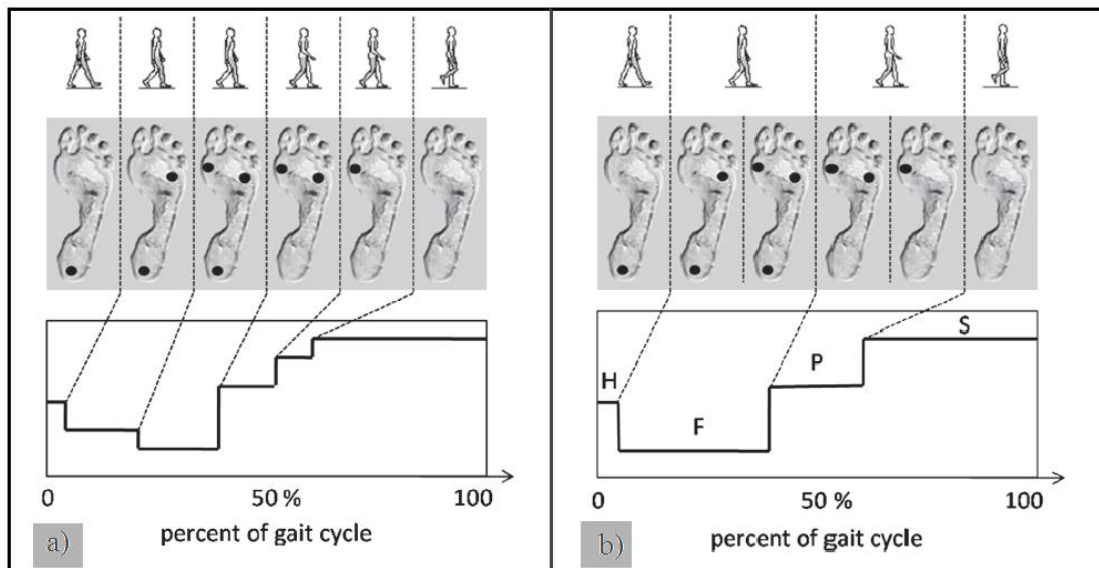 0
50 %
100
percent of gait cycle
a)
H
F
P
S
0
50 %
100
percent of gait cycle
b)